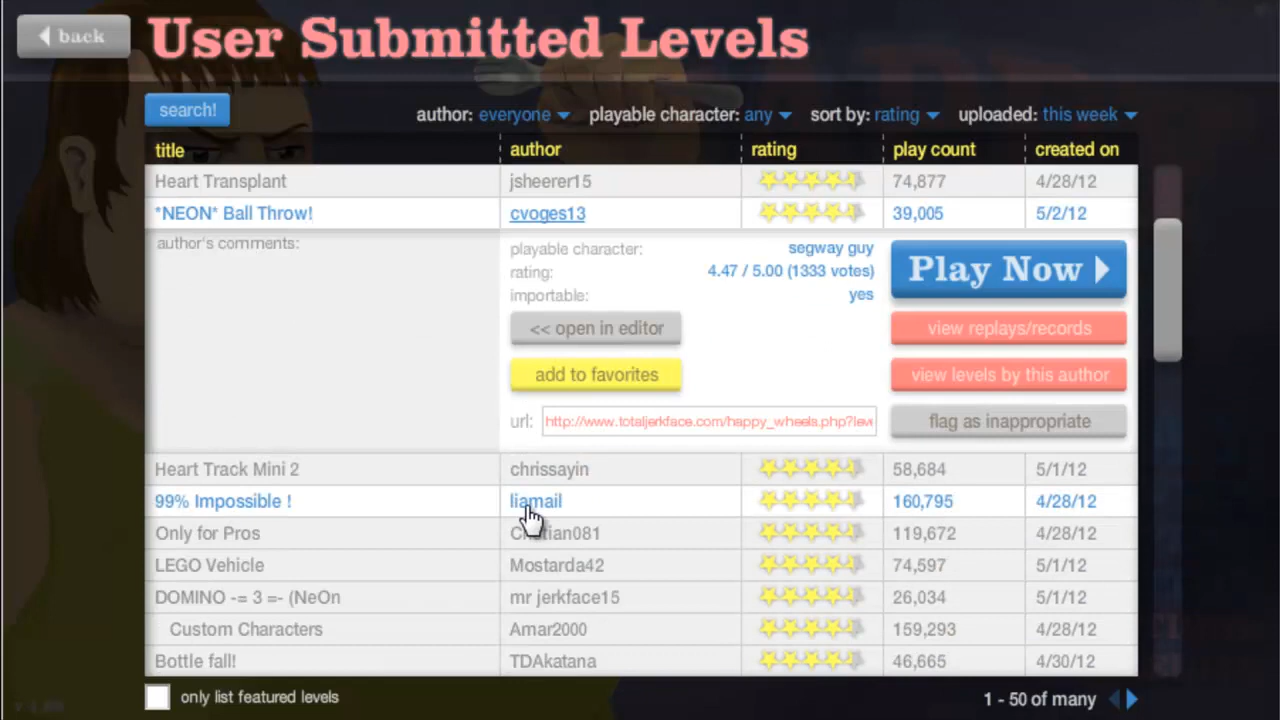 back
User Submitted Levels
search!
author: everyone playable character: any sort by: rating uploaded: this week
title author rating play count created on
Heart Transplant jsheerer15 74,877 4/28/12
*NEON* Ball Throw! cvoges13 39,005 5/2/12
author's comments:
playable character: segway guy
rating: 4.47 / 5.00 (1333 votes)
importable: yes
Play Now
<< open in editor
view replays/records
add to favorites
view levels by this author
url: http://www.totaljerkface.com/happy_wheels.php?leve
flag as inappropriate
Heart Track Mini 2 chrissayin 58,684 5/1/12
99% Impossible ! liamail 160,795 4/28/12
Only for Pros 119,672 4/28/12
LEGO Vehicle Mostarda42 74,597 5/1/12
DOMINO -= 3 =- (NeOn mr jerkface15 26,034 5/1/12
Custom Characters Amar2000 159,293 4/28/12
Bottle fall! TDAkatana 46,665 4/30/12
only list featured levels
1 - 50 of many